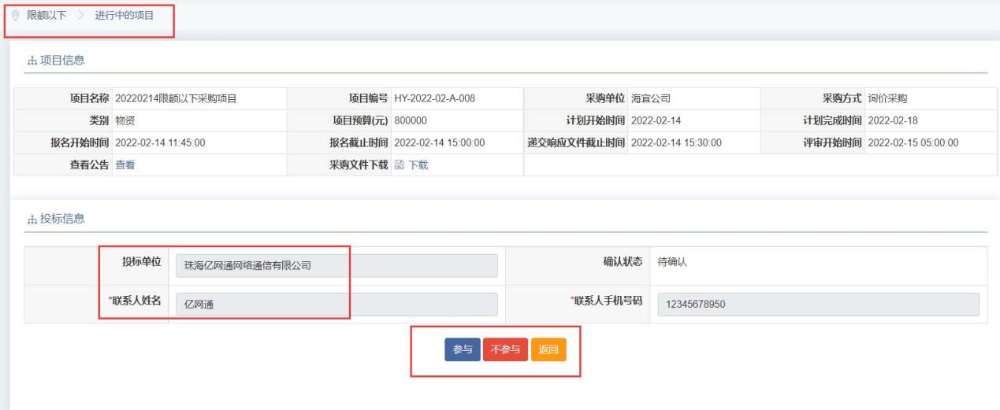 限额以下 > 进行中的项目
项目信息
项目名称 20220214限额以下采购项目 项目编号 HY-2022-02-A-008 采购单位 海宜公司 采购方式 询价采购
类别 物资 项目预算(元) 800000 计划开始时间 2022-02-14 计划完成时间 2022-02-18
报名开始时间 2022-02-14 11:45:00 报名截止时间 2022-02-14 15:00:00 递交响应文件截止时间 2022-02-14 15:30:00 评审开始时间 2022-02-15 05:00:00
查看公告 查看 采购文件下载 下载
投标信息
投标单位 珠海亿网通网络通信有限公司 确认状态 待确认
*联系人姓名 亿网通 *联系人手机号码 12345678950
参与 不参与 返回